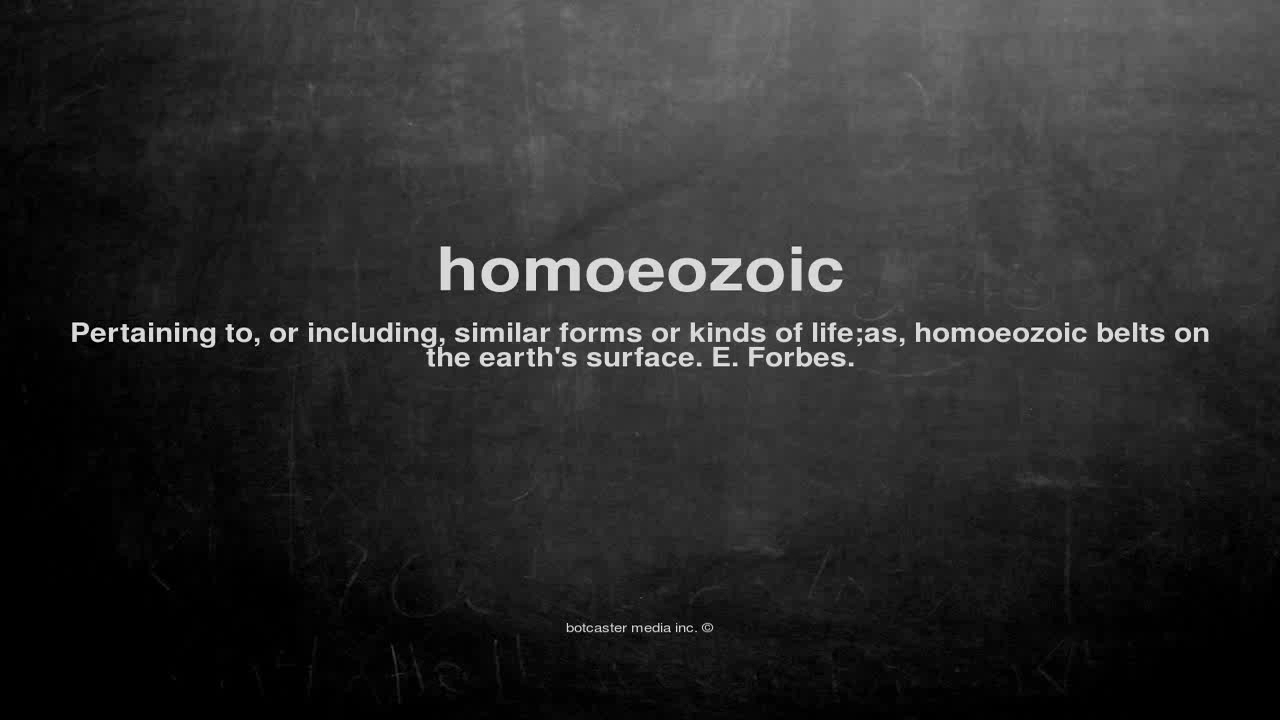 homoeozoic
Pertaining to, or including, similar forms or kinds of life;as, homoeozoic belts on
the earth's surface. E. Forbes.
botcaster media inc. ©